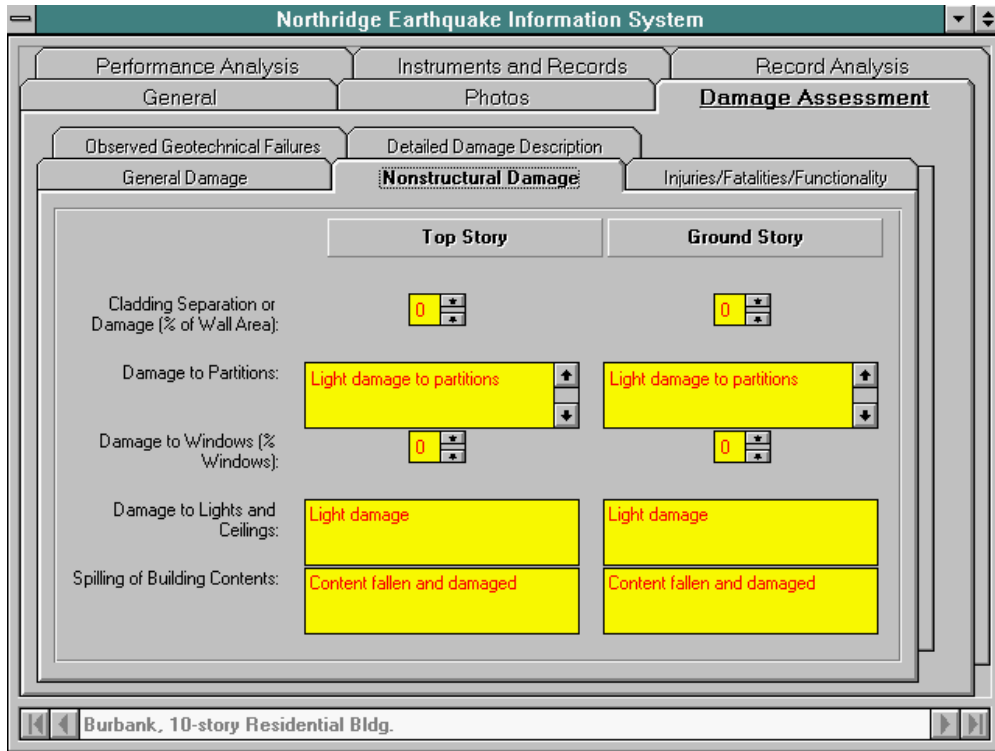 Northridge Earthquake Information System
Performance Analysis
Instruments and Records
Record Analysis
General
Photos
Damage Assessment
Observed Geotechnical Failures
Detailed Damage Description
General Damage
Nonstructural Damage
Injuries/Fatalities/Functionality
Top Story
Ground Story
Cladding Separation or
Damage (% of Wall Area):
0
0
Damage to Partitions:
Light damage to partitions
Light damage to partitions
Damage to Windows (%
Windows):
0
0
Damage to Lights and
Ceilings:
Light damage
Light damage
Spilling of Building Contents:
Content fallen and damaged
Content fallen and damaged
Burbank, 10-story Residential Bldg.